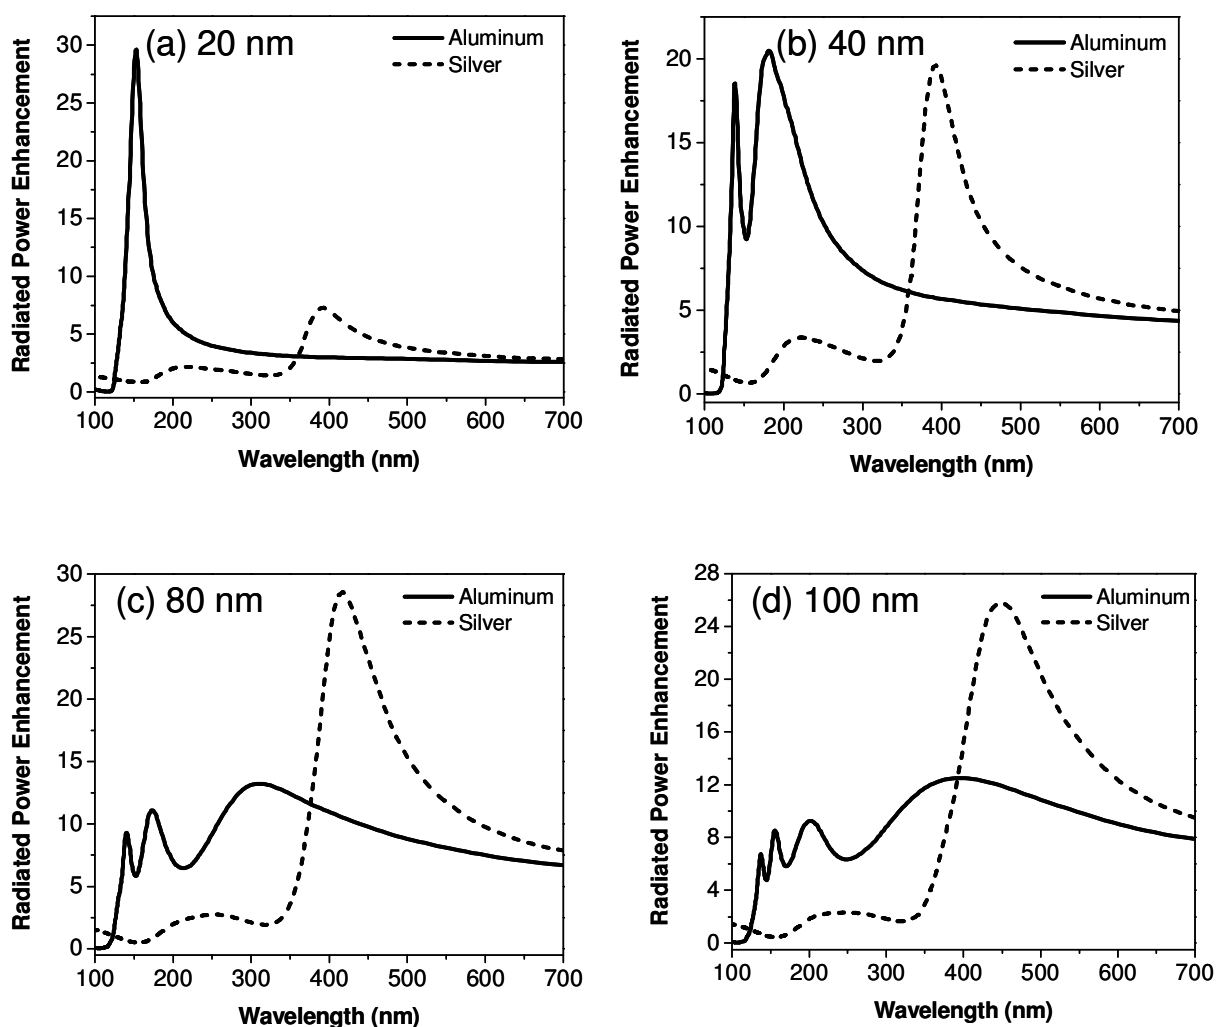 (a) 20 nm
Aluminum
Silver
Radiated Power Enhancement
30
25
20
15
10
5
0
100 200 300 400 500 600 700
Wavelength (nm)
(b) 40 nm
Aluminum
Silver
Radiated Power Enhancement
20
15
10
5
0
100 200 300 400 500 600 700
Wavelength (nm)
(c) 80 nm
Aluminum
Silver
Radiated Power Enhancement
30
25
20
15
10
5
0
100 200 300 400 500 600 700
Wavelength (nm)
(d) 100 nm
Aluminum
Silver
Radiated Power Enhancement
28
24
20
16
12
8
4
0
100 200 300 400 500 600 700
Wavelength (nm)